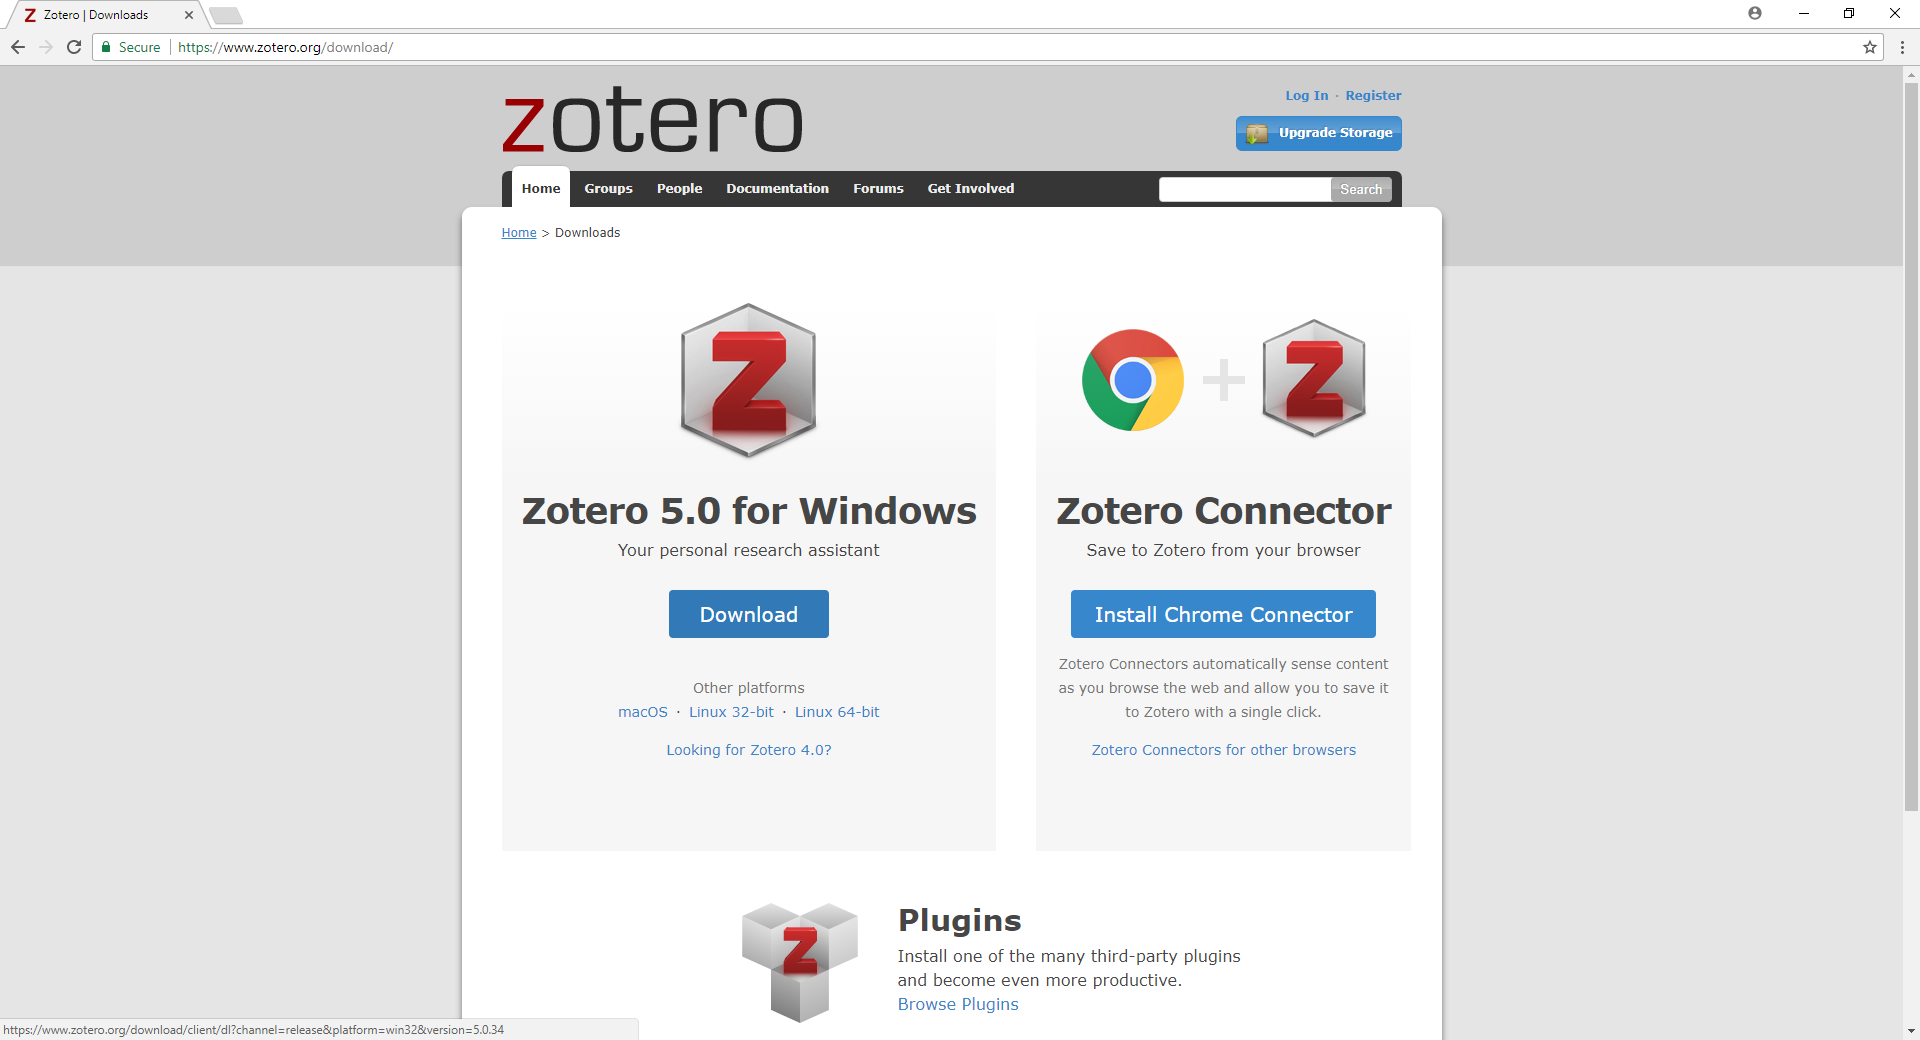 Zotero | Downloads
Secure
https://www.zotero.org/download/
zotero
Log In · Register
Upgrade Storage
Home
Groups
People
Documentation
Forums
Get Involved
Search
Home > Downloads
Z
Z
Zotero 5.0 for Windows
Your personal research assistant
Download
Other platforms
macOS · Linux 32-bit · Linux 64-bit
Looking for Zotero 4.0?
Zotero Connector
Save to Zotero from your browser
Install Chrome Connector
Zotero Connectors automatically sense content
as you browse the web and allow you to save it
to Zotero with a single click.
Zotero Connectors for other browsers
Z
Plugins
Install one of the many third-party plugins
and become even more productive.
Browse Plugins
https://www.zotero.org/download/client/dl?channel=release&platform=win32&version=5.0.34